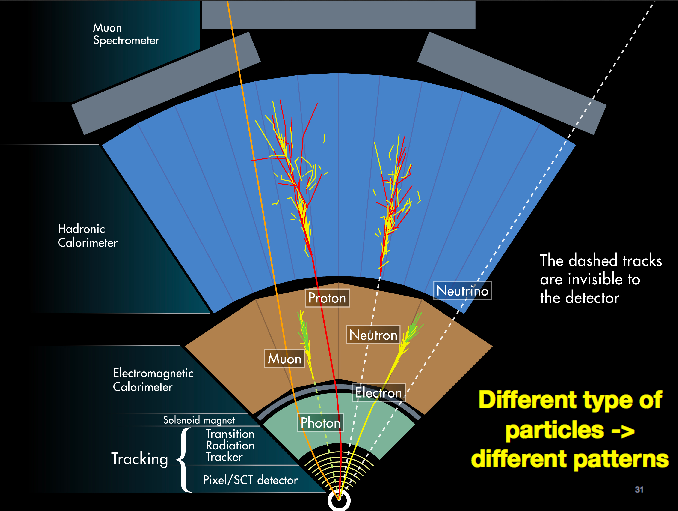 Muon
Spectrometer
Hadronic
Calorimeter
The dashed tracks
are invisible to
the detector
Neutrino
Proton
Neutron
Muon
Electromagnetic
Calorimeter
Electron
Different type of
particles ->
different patterns
Solenoid magnet
Photon
Tracking
{
Transition
Radiation
Tracker
Pixel/SCT detector
31